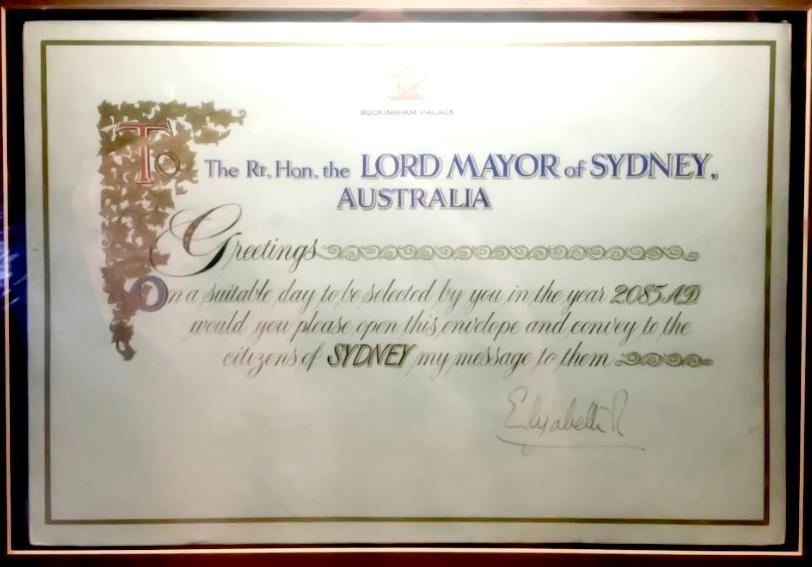 BUCKINGHAM PALACE
To The Rt. Hon. the LORD MAYOR of SYDNEY,
AUSTRALIA
Greetings
On a suitable day to be selected by you in the year 2085 A.D
would you please open this envelope and convey to the
citizens of SYDNEY my message to them
Elizabeth R